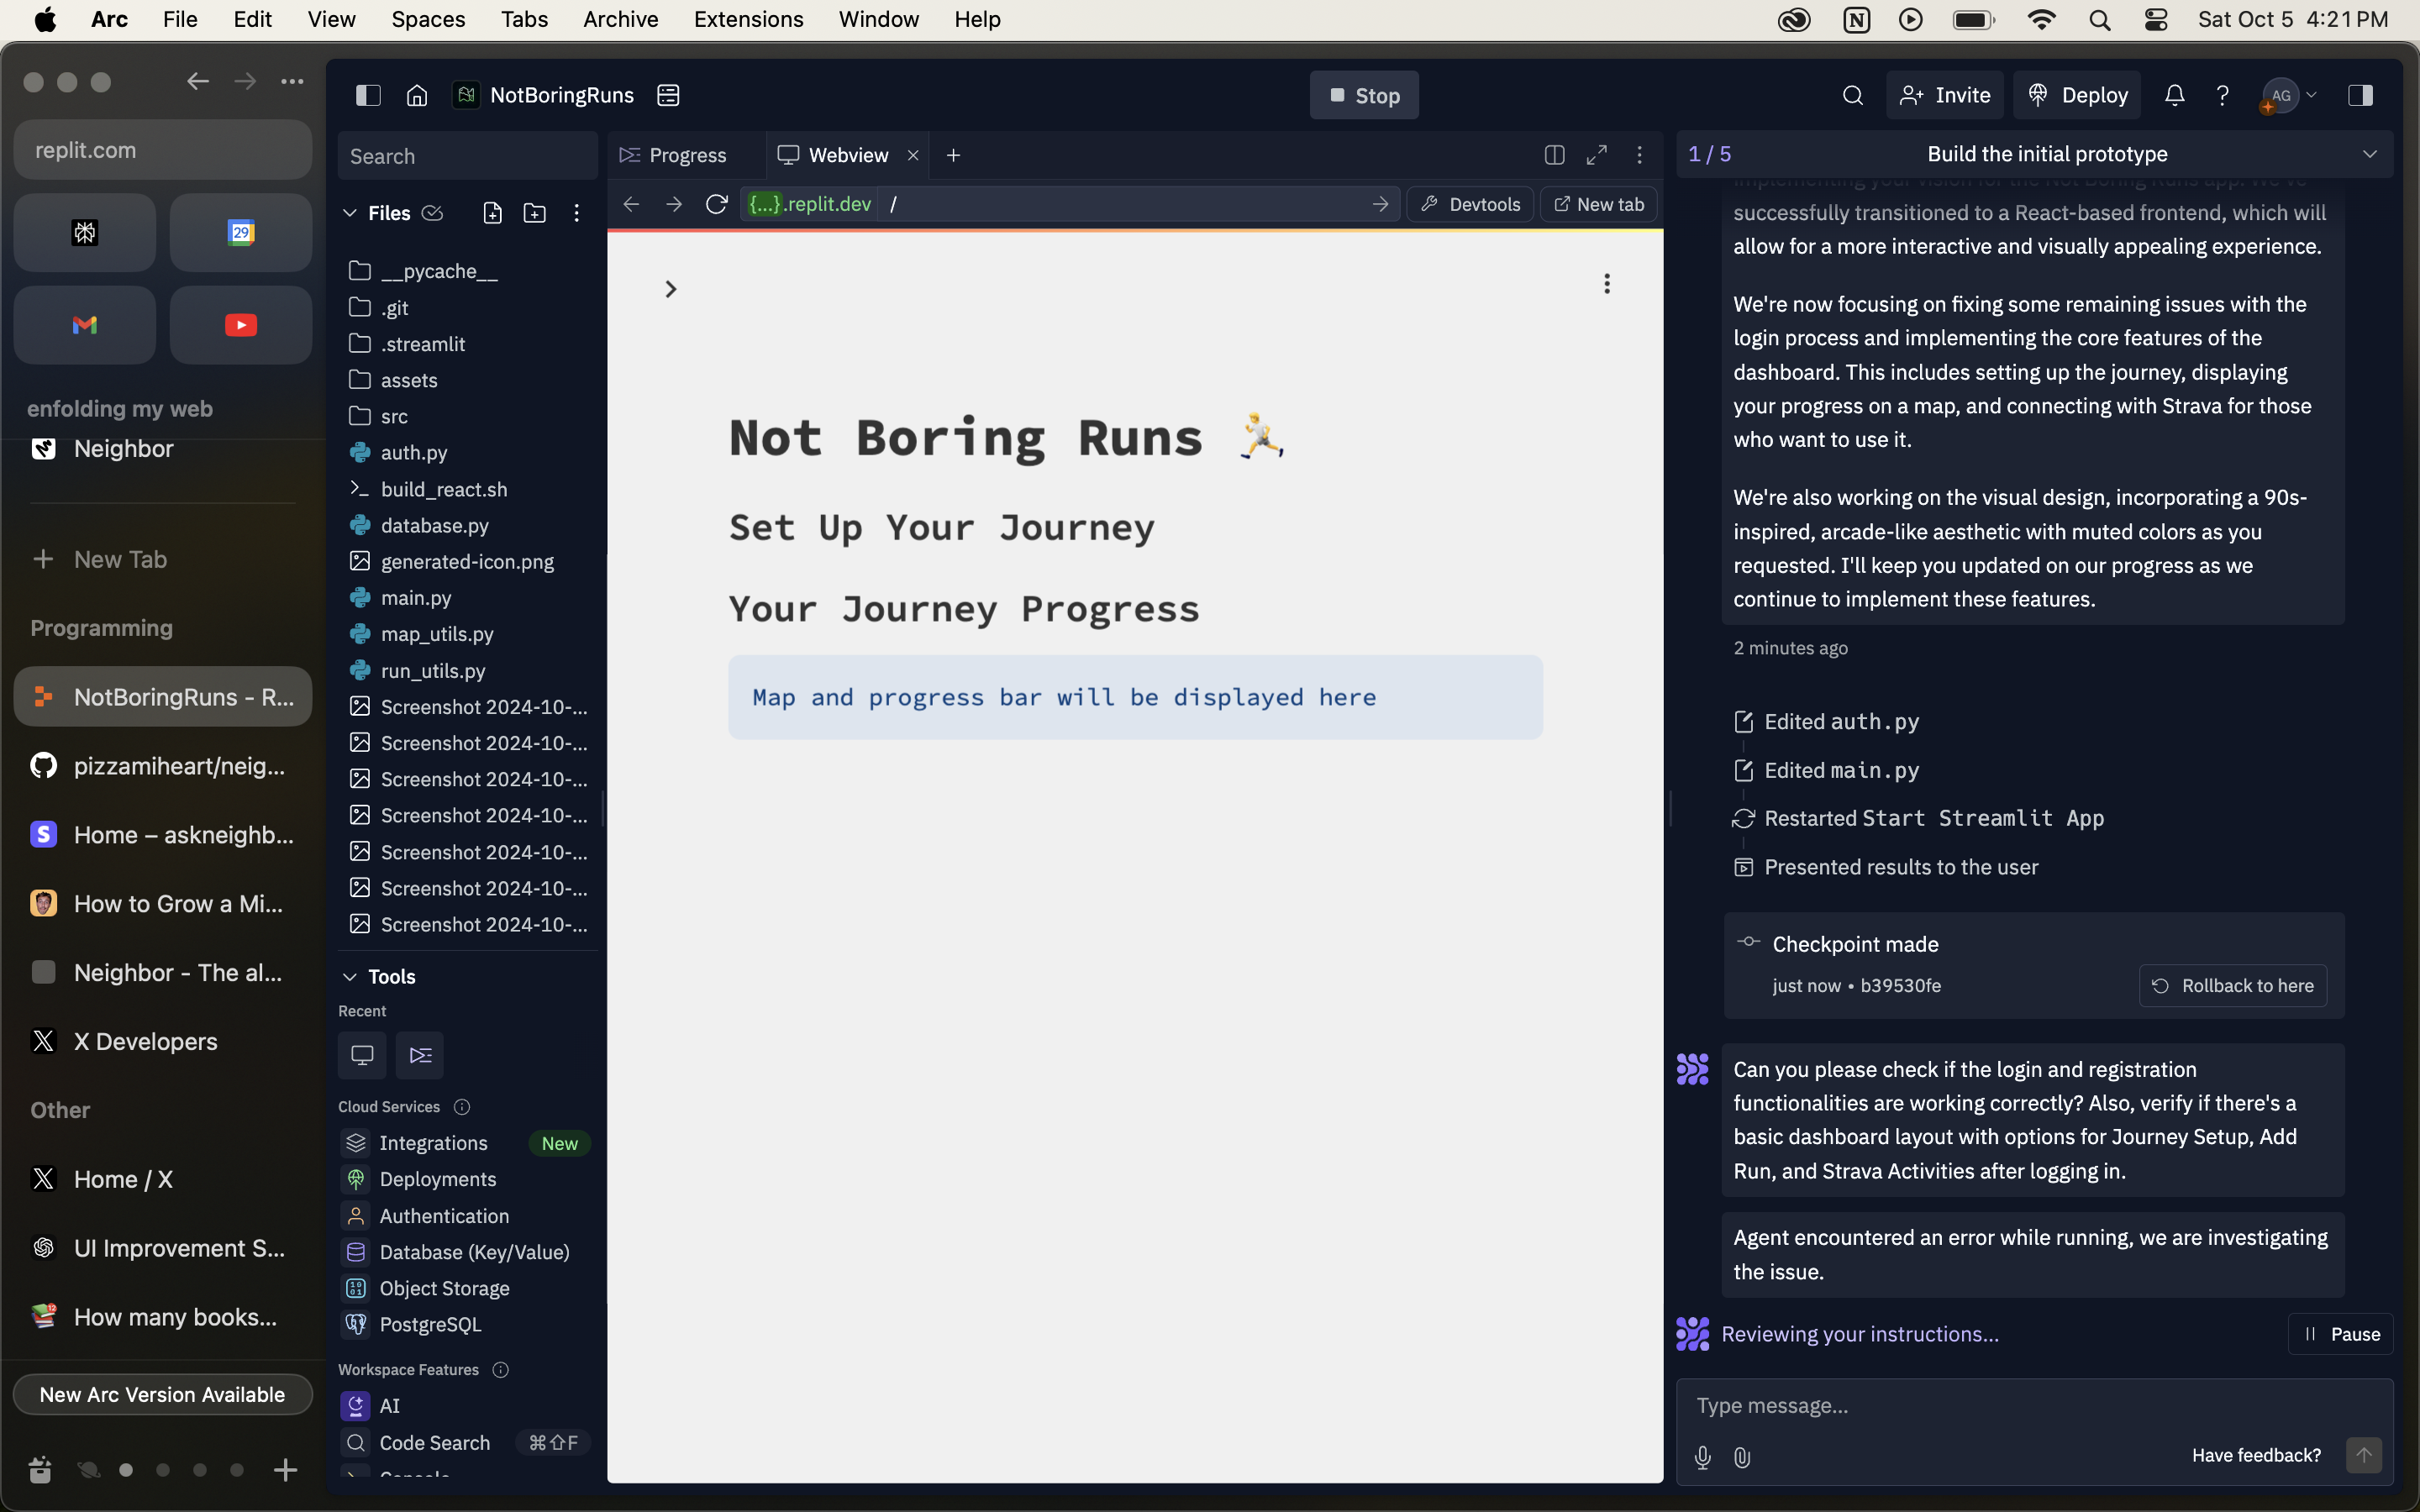 Arc File Edit View Spaces Tabs Archive Extensions Window Help
Sat Oct 5 4:21 PM
replit.com
29
enfolding my web
Neighbor
New Tab
Programming
NotBoringRuns - R...
pizzamiheart/neig...
Home – askneighb...
How to Grow a Mi...
Neighbor - The al...
X Developers
Other
Home / X
UI Improvement S...
12
How many books...
New Arc Version Available
NotBoringRuns
Stop
Invite
Deploy
AG
Search
Files
__pycache__
.git
.streamlit
assets
src
auth.py
build_react.sh
database.py
generated-icon.png
main.py
map_utils.py
run_utils.py
Screenshot 2024-10-...
Screenshot 2024-10-...
Screenshot 2024-10-...
Screenshot 2024-10-...
Screenshot 2024-10-...
Screenshot 2024-10-...
Screenshot 2024-10-...
Tools
Recent
Cloud Services
Integrations New
Deployments
Authentication
Database (Key/Value)
Object Storage
PostgreSQL
Workspace Features
AI
Code Search ⌘⇧F
Console
Progress
Webview
{...}.replit.dev /
Devtools
New tab
Not Boring Runs 🏃
Set Up Your Journey
Your Journey Progress
Map and progress bar will be displayed here
1 / 5 Build the initial prototype
implementing your vision for the Not Boring Runs app. We've
successfully transitioned to a React-based frontend, which will
allow for a more interactive and visually appealing experience.
We're now focusing on fixing some remaining issues with the
login process and implementing the core features of the
dashboard. This includes setting up the journey, displaying
your progress on a map, and connecting with Strava for those
who want to use it.
We're also working on the visual design, incorporating a 90s-
inspired, arcade-like aesthetic with muted colors as you
requested. I'll keep you updated on our progress as we
continue to implement these features.
2 minutes ago
Edited auth.py
Edited main.py
Restarted Start Streamlit App
Presented results to the user
Checkpoint made
just now • b39530fe
Rollback to here
Can you please check if the login and registration
functionalities are working correctly? Also, verify if there's a
basic dashboard layout with options for Journey Setup, Add
Run, and Strava Activities after logging in.
Agent encountered an error while running, we are investigating
the issue.
Reviewing your instructions...
Pause
Type message...
Have feedback?